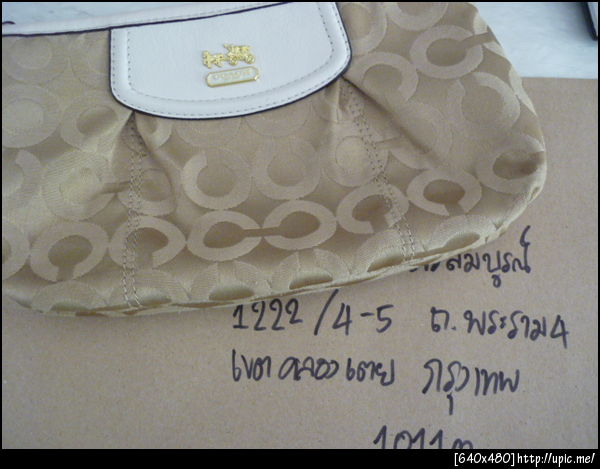 COACH
สมบูรณ์
1222/4-5 ถ.พระราม4
เขต คลองเตย กรุงเทพ
[640x480]http://upic.me/